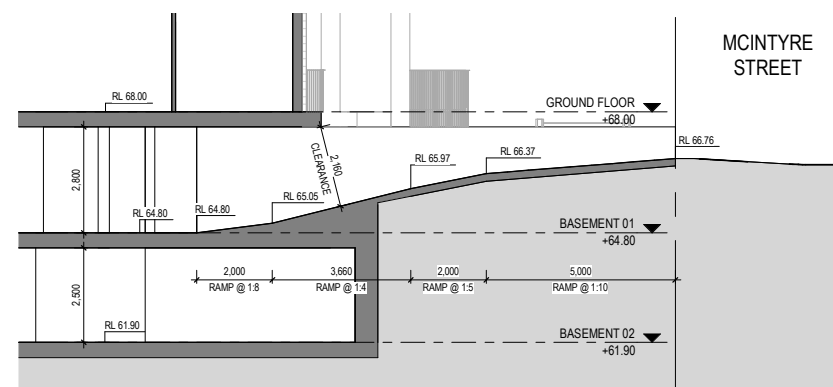 MCINTYRE
STREET
RL 68.00
GROUND FLOOR
+68.00
RL 66.76
2,160
CLEARANCE
RL 65.97
RL 66.37
2,800
RL 65.05
RL 64.80
RL 64.80
BASEMENT 01
+64.80
2,000
3,660
2,000
5,000
RAMP @ 1:8
RAMP @ 1:4
RAMP @ 1:5
RAMP @ 1:10
2,500
RL 61.90
BASEMENT 02
+61.90